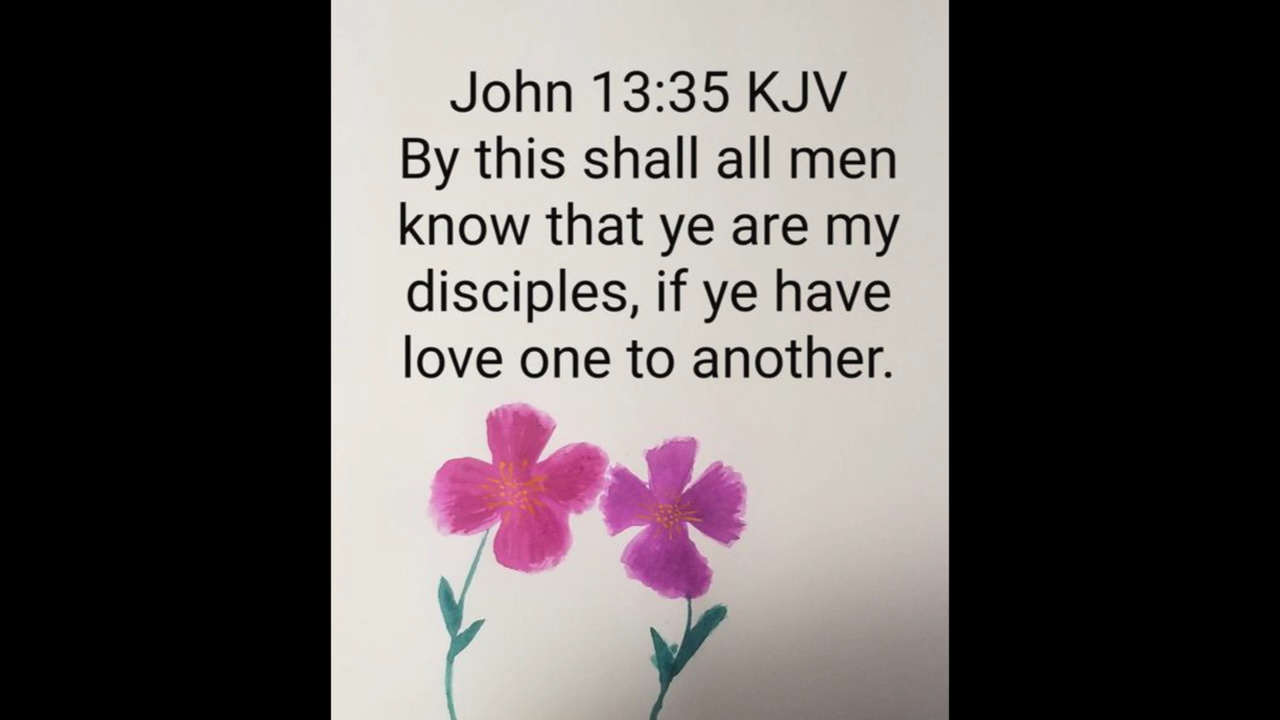 John 13:35 KJV
By this shall all men
know that ye are my
disciples, if ye have
love one to another.